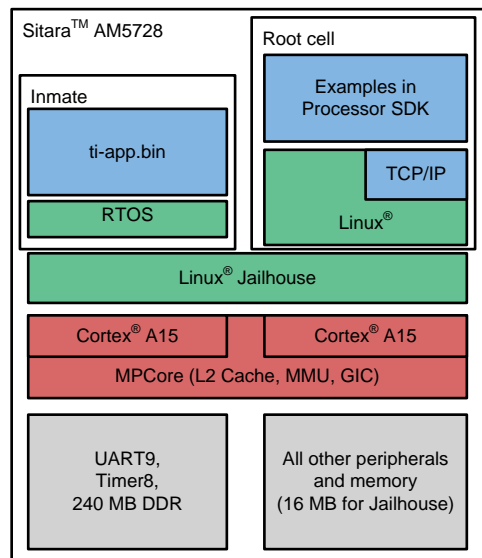 Sitara™ AM5728
Root cell
Examples in
Processor SDK
Inmate
ti-app.bin
TCP/IP
RTOS
Linux®
Linux® Jailhouse
Cortex® A15
Cortex® A15
MPCore (L2 Cache, MMU, GIC)
UART9,
Timer8,
240 MB DDR
All other peripherals
and memory
(16 MB for Jailhouse)